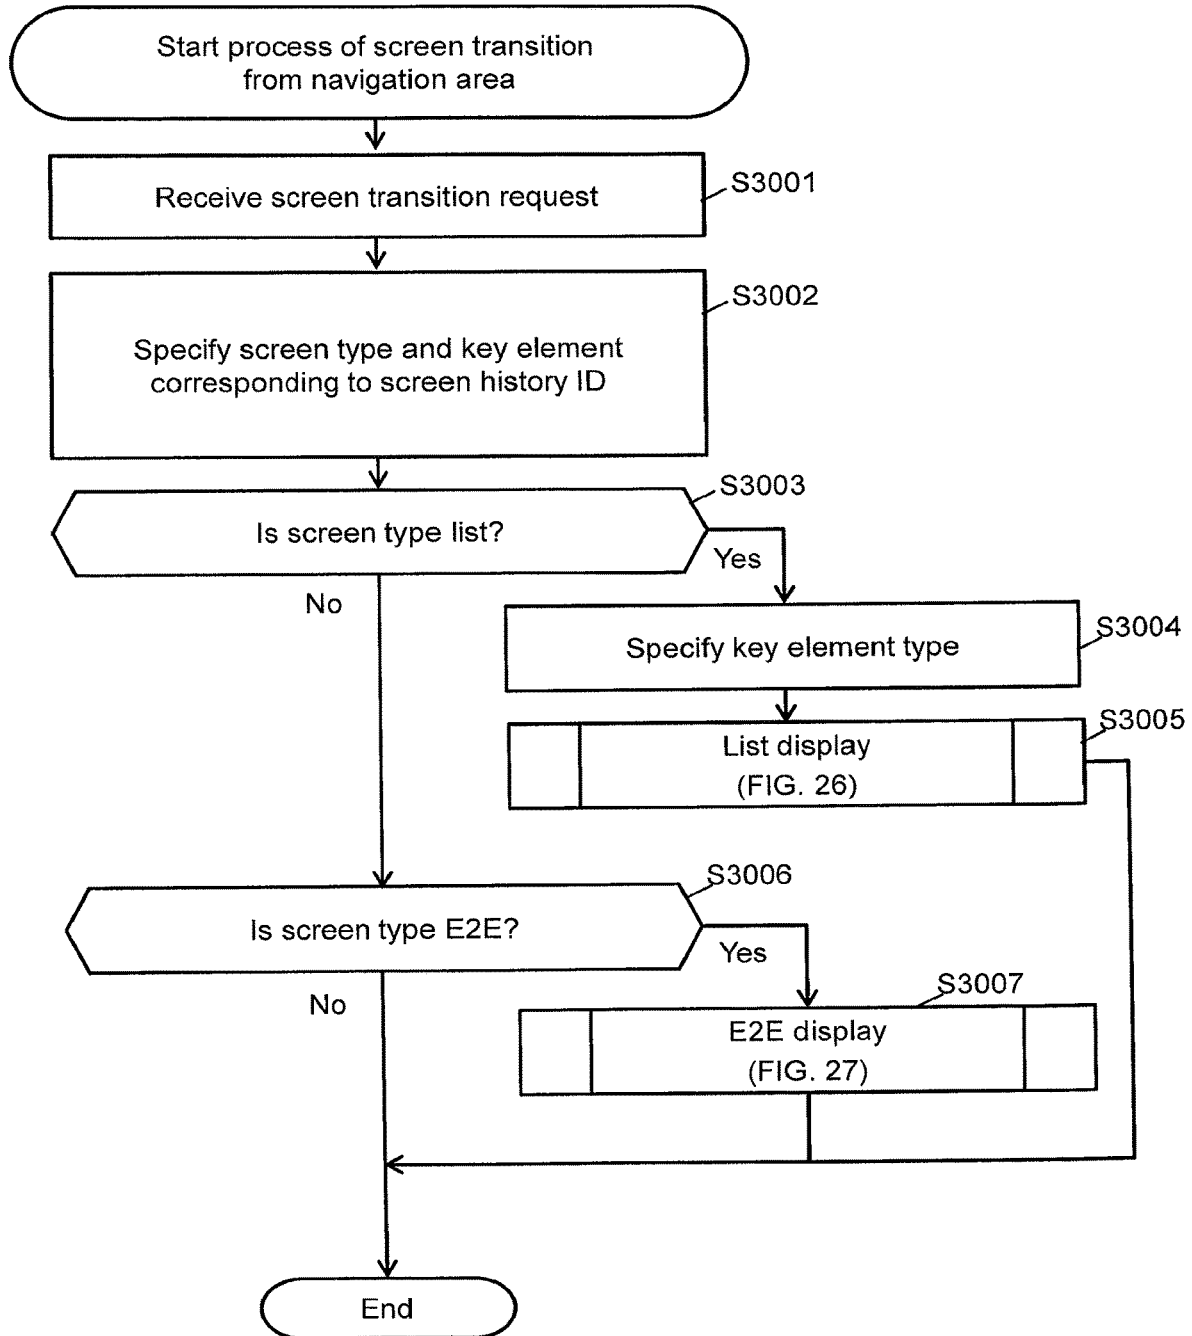 Start process of screen transition
from navigation area
Receive screen transition request
S3001
Specify screen type and key element
corresponding to screen history ID
S3002
Is screen type list?
S3003
Yes
No
Specify key element type
S3004
List display
(FIG. 26)
S3005
Is screen type E2E?
S3006
Yes
No
E2E display
(FIG. 27)
S3007
End